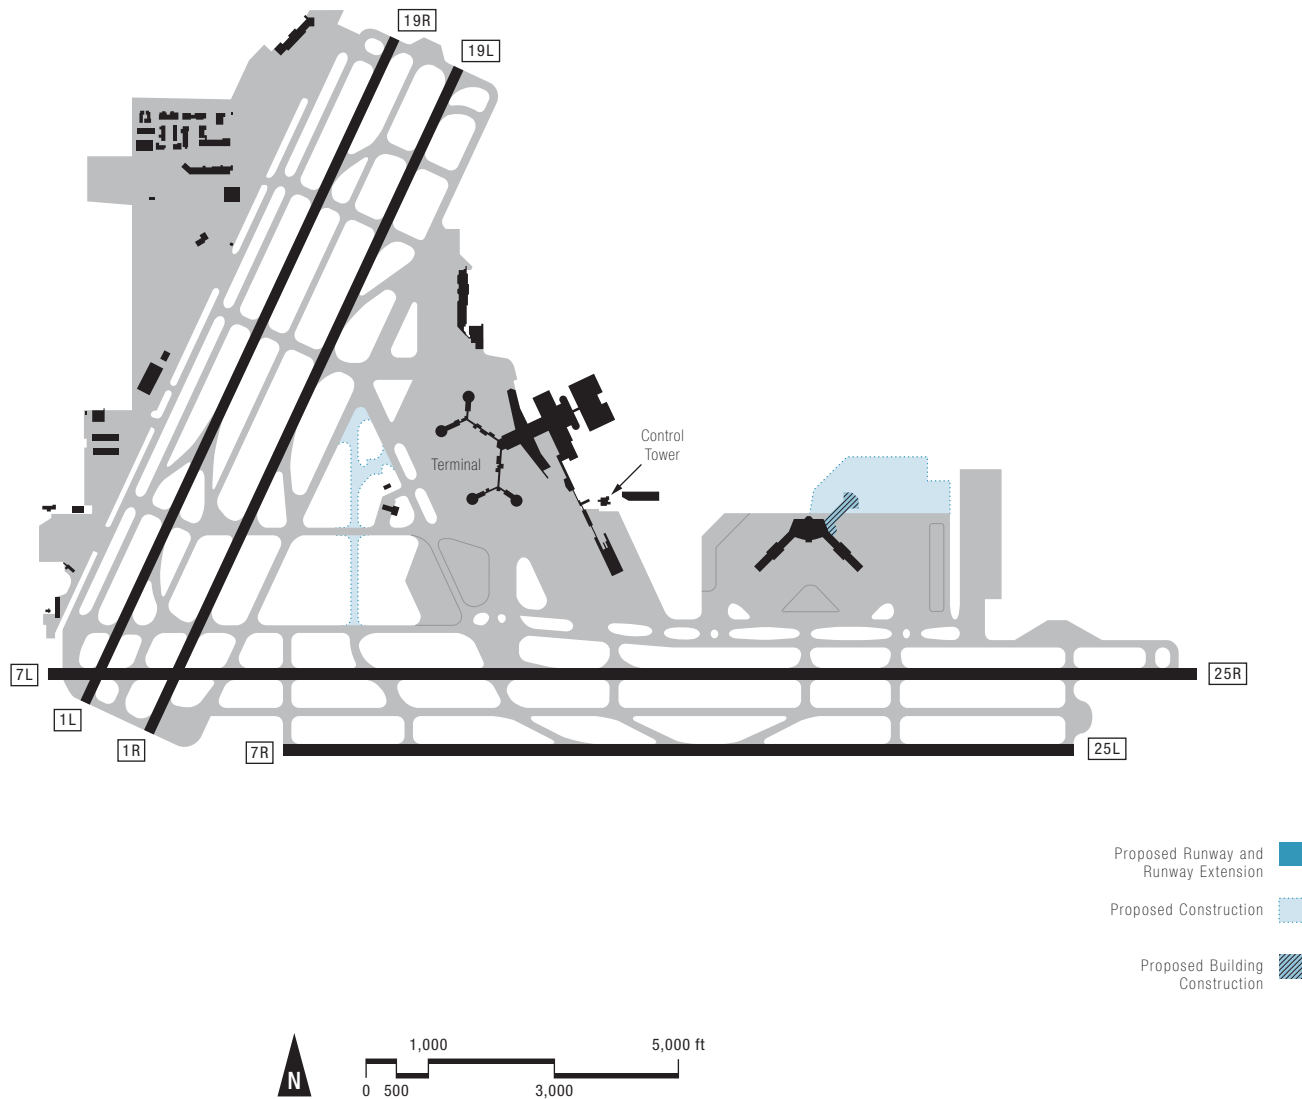 19R
19L
Control
Tower
Terminal
7L
25R
1L
1R
7R
25L
Proposed Runway and
Runway Extension
Proposed Construction
Proposed Building
Construction
N
1,000
5,000 ft
0 500
3,000